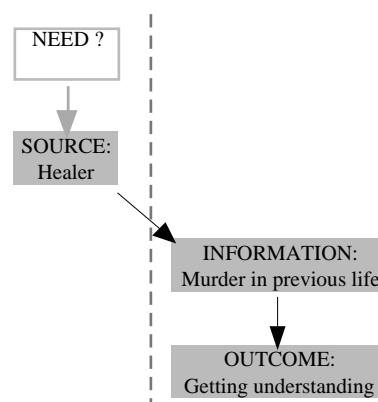 NEED ?
SOURCE:
Healer
INFORMATION:
Murder in previous life
OUTCOME:
Getting understanding